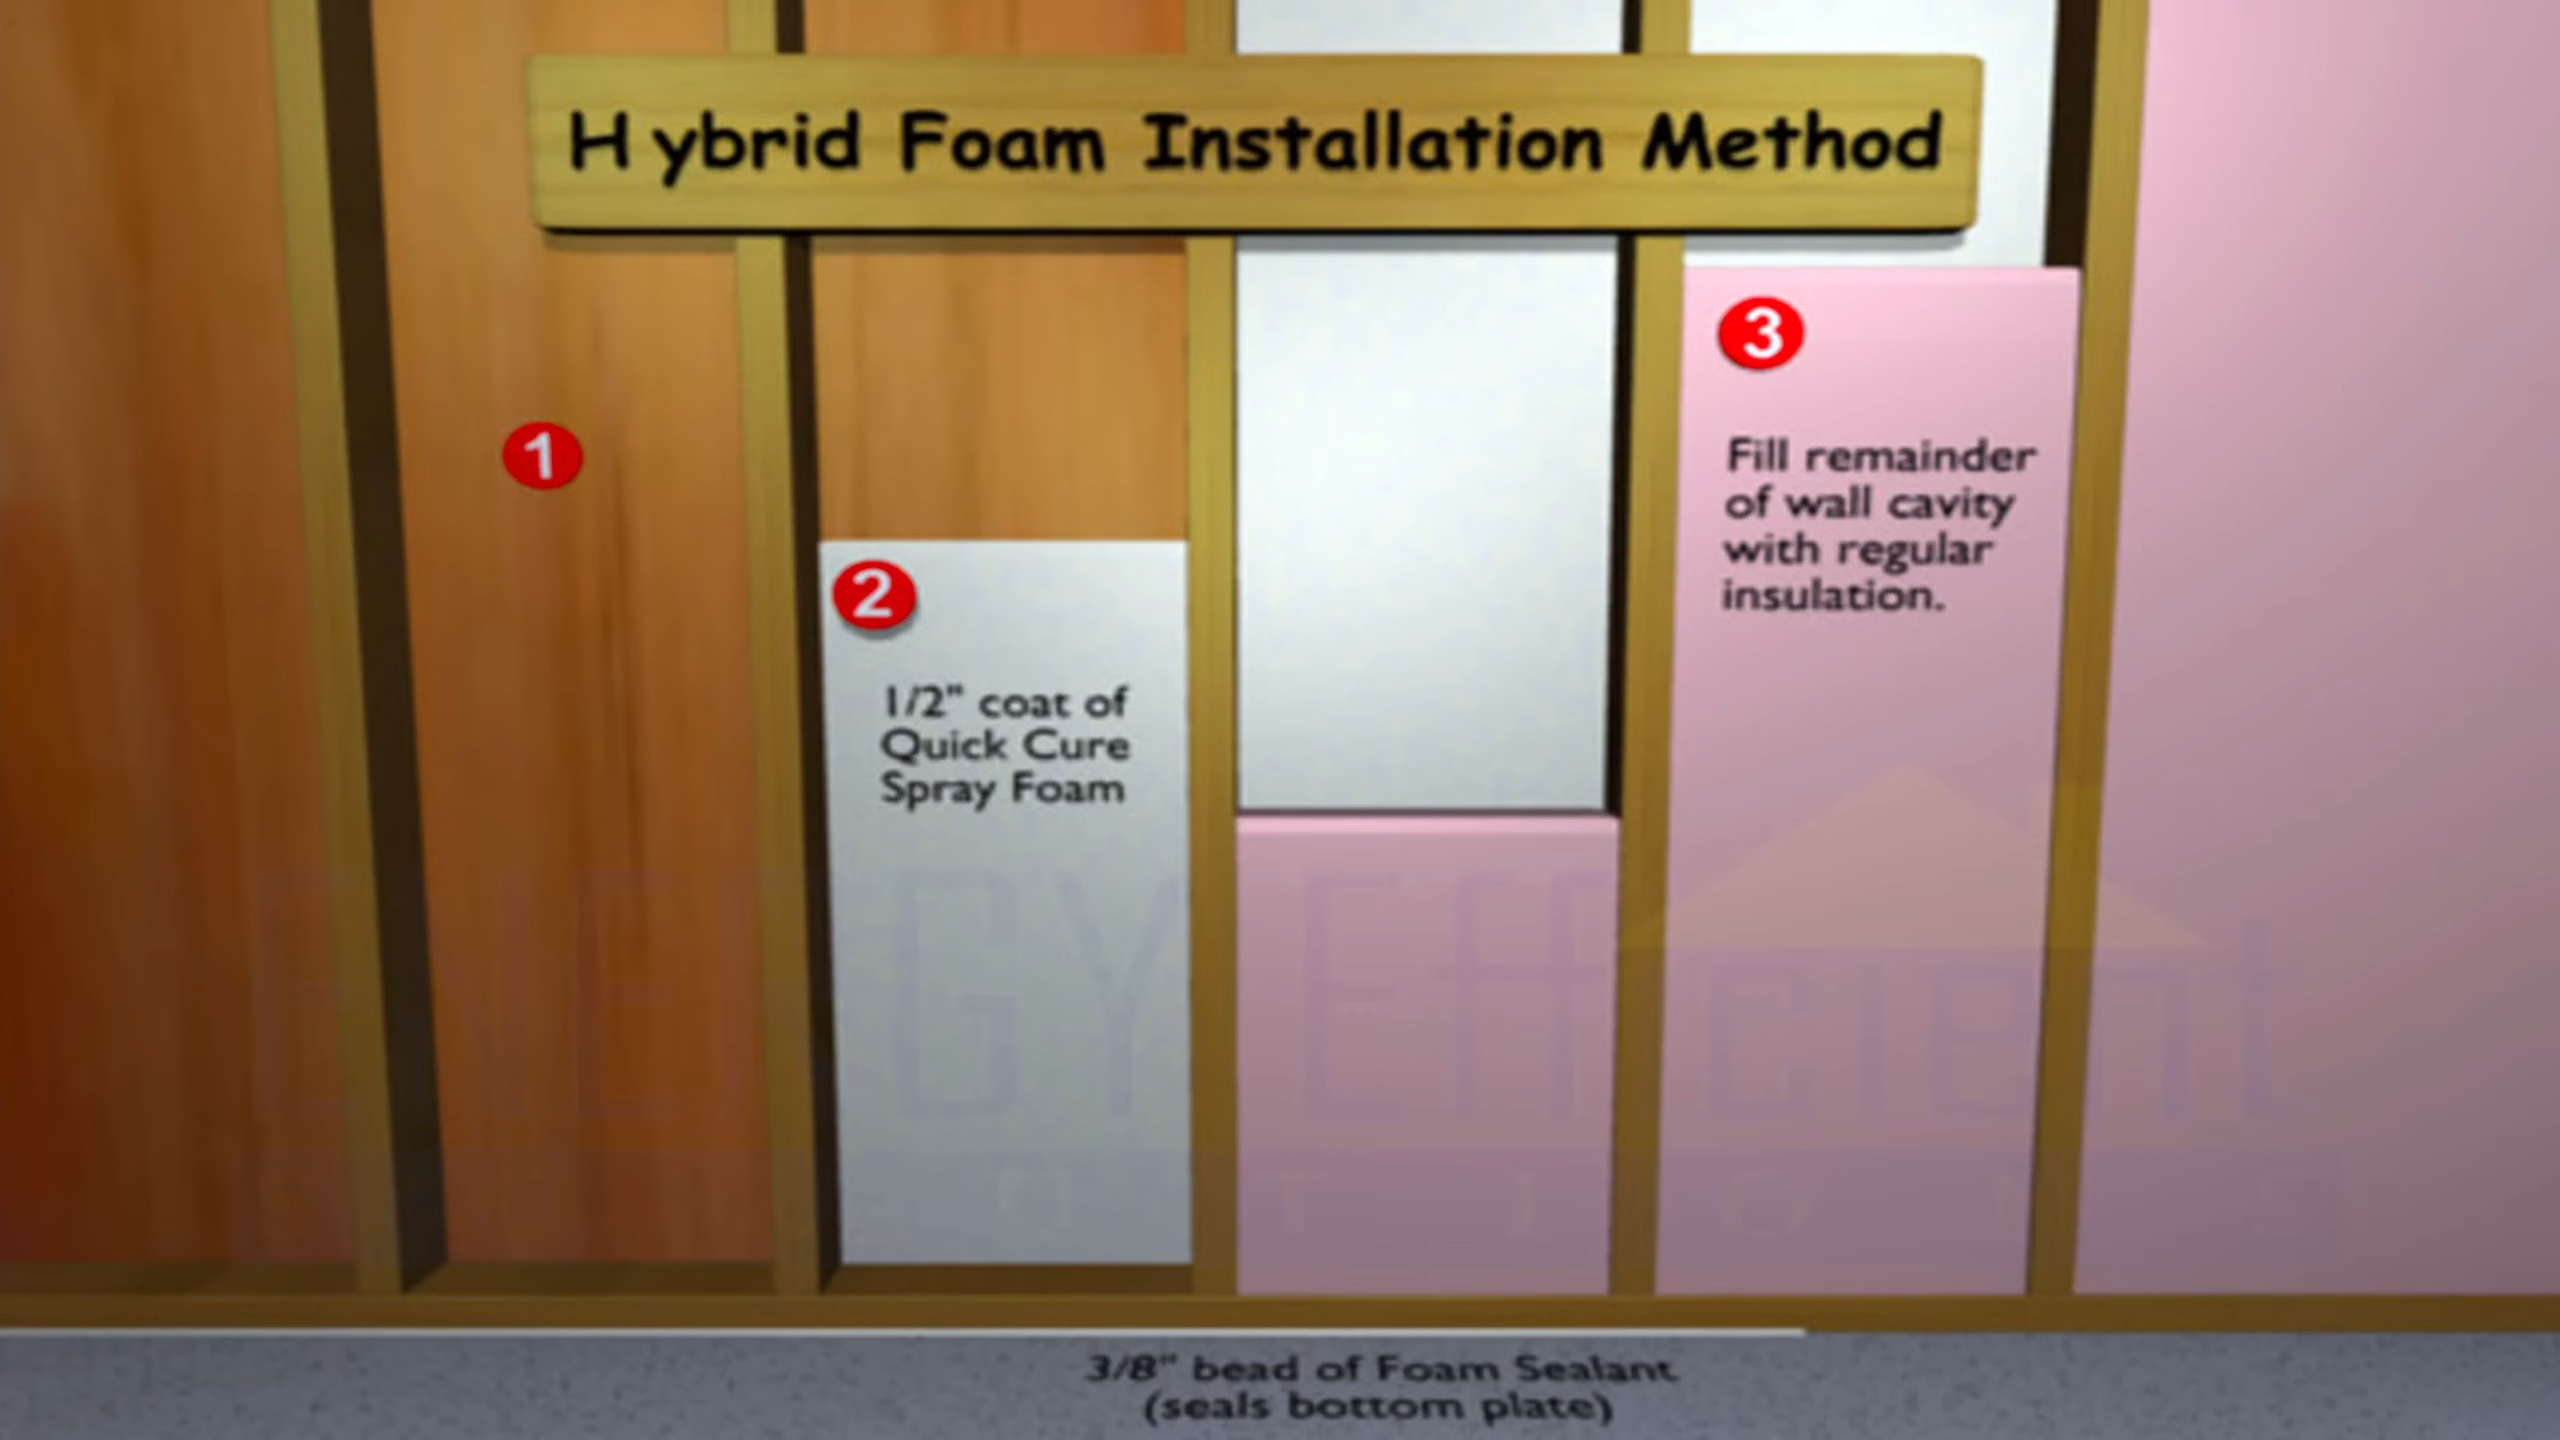 Hybrid Foam Installation Method
1
2
1/2" coat of
Quick Cure
Spray Foam
3
Fill remainder
of wall cavity
with regular
insulation.
Efficient
3/8" bead of Foam Sealant
(seals bottom plate)